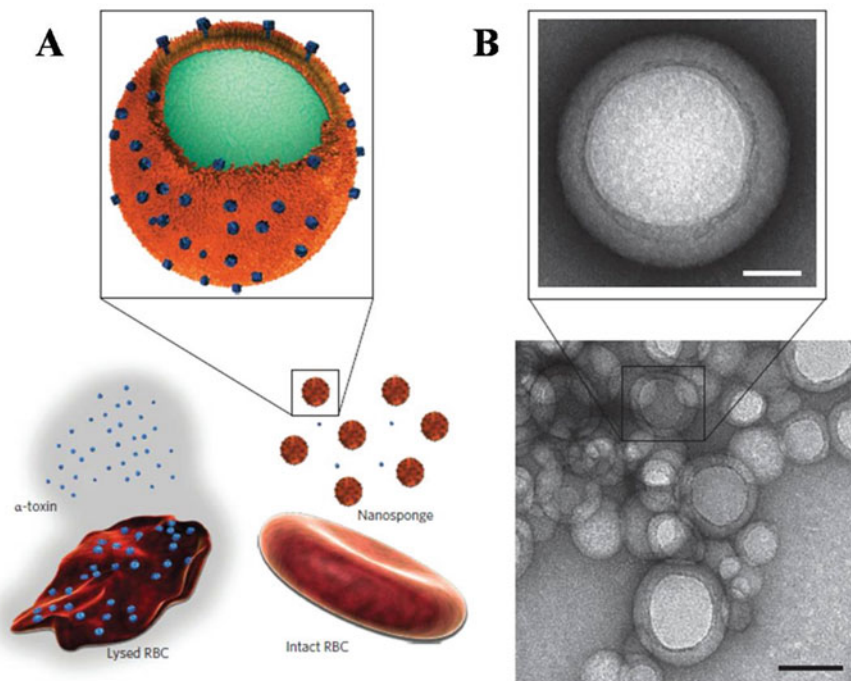 A
B
α-toxin
Nanosponge
Lysed RBC
Intact RBC